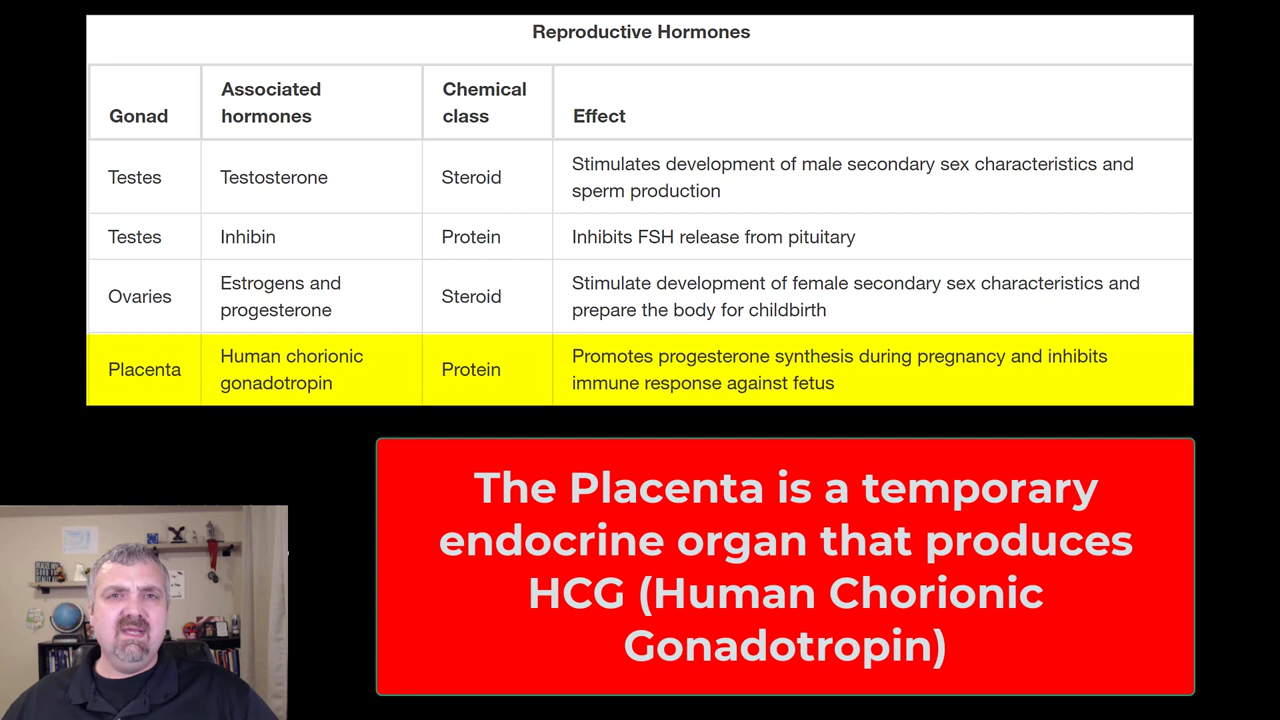 Reproductive Hormones
Gonad
Associated
hormones
Chemical
class
Effect
Testes
Testosterone
Steroid
Stimulates development of male secondary sex characteristics and
sperm production
Testes
Inhibin
Protein
Inhibits FSH release from pituitary
Ovaries
Estrogens and
progesterone
Steroid
Stimulate development of female secondary sex characteristics and
prepare the body for childbirth
Placenta
Human chorionic
gonadotropin
Protein
Promotes progesterone synthesis during pregnancy and inhibits
immune response against fetus
The Placenta is a temporary
endocrine organ that produces
HCG (Human Chorionic
Gonadotropin)